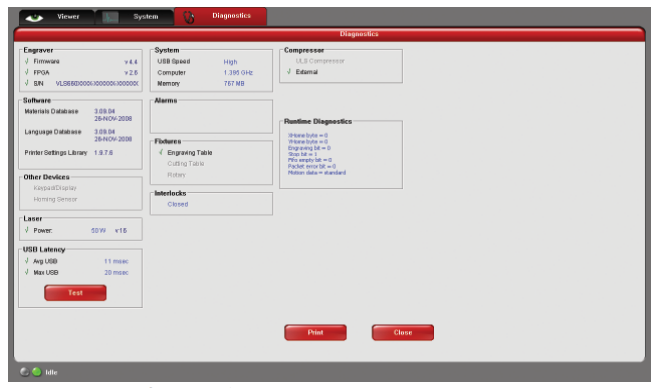 Viewer
System
Diagnostics
Diagnostics
Engraver
√ Firmware v 4.4
√ FPGA v 2.6
√ S/N
Software
Materials Database 3.09.04
26-NOV-2008
Language Database 3.09.04
26-NOV-2008
Printer Settings Library 1.9.7.6
Other Devices
Keypad/Display
Homing Sensor
Laser
√ Power: 50 W x 16
USB Latency
√ Avg USB 11 msec
√ Max USB 20 msec
Test
System
USB Speed High
Computer 1.395 GHz
Memory 767 MB
Alarms
Fixtures
√ Engraving Table
Cutting Table
Rotary
Interlocks
Closed
Compressor
ULS Compressor
√ External
Runtime Diagnostics
XHome byte = 0
YHome byte = 0
Engraving bit = 0
Stop bit = 1
Fifo empty bit = 0
Packet error bit = 0
Motion data = standard
Print
Close
Idle